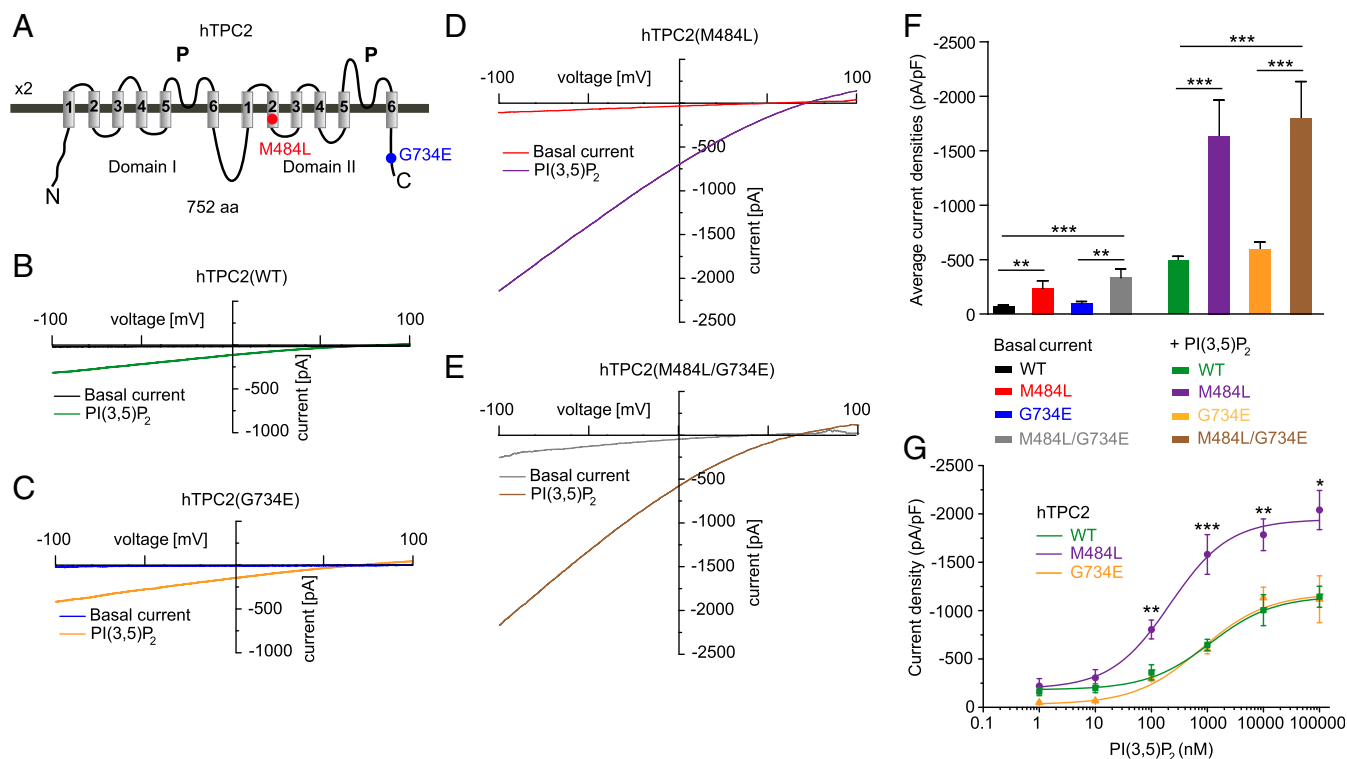 A
hTPC2
P
P
x2
1 2 3 4 5 6 1 2 3 4 5 6
M484L
G734E
Domain I
Domain II
N
C
752 aa
B
hTPC2(WT)
-100
voltage [mV]
100
-500
-1000
current [pA]
Basal current
PI(3,5)P2
C
hTPC2(G734E)
-100
voltage [mV]
100
-500
-1000
current [pA]
Basal current
PI(3,5)P2
D
hTPC2(M484L)
-100
voltage [mV]
100
-500
-1000
-1500
-2000
-2500
current [pA]
Basal current
PI(3,5)P2
E
hTPC2(M484L/G734E)
-100
voltage [mV]
100
-500
-1000
-1500
-2000
-2500
current [pA]
Basal current
PI(3,5)P2
F
Average current densities (pA/pF)
-2500
-2000
-1500
-1000
-500
0
***
**
**
***
***
***
Basal current
WT
M484L
G734E
M484L/G734E
+ PI(3,5)P2
WT
M484L
G734E
M484L/G734E
G
Current density (pA/pF)
-2500
-2000
-1500
-1000
-500
0
hTPC2
WT
M484L
G734E
**
***
**
*
0.1 1 10 100 1000 10000 100000
PI(3,5)P2 (nM)